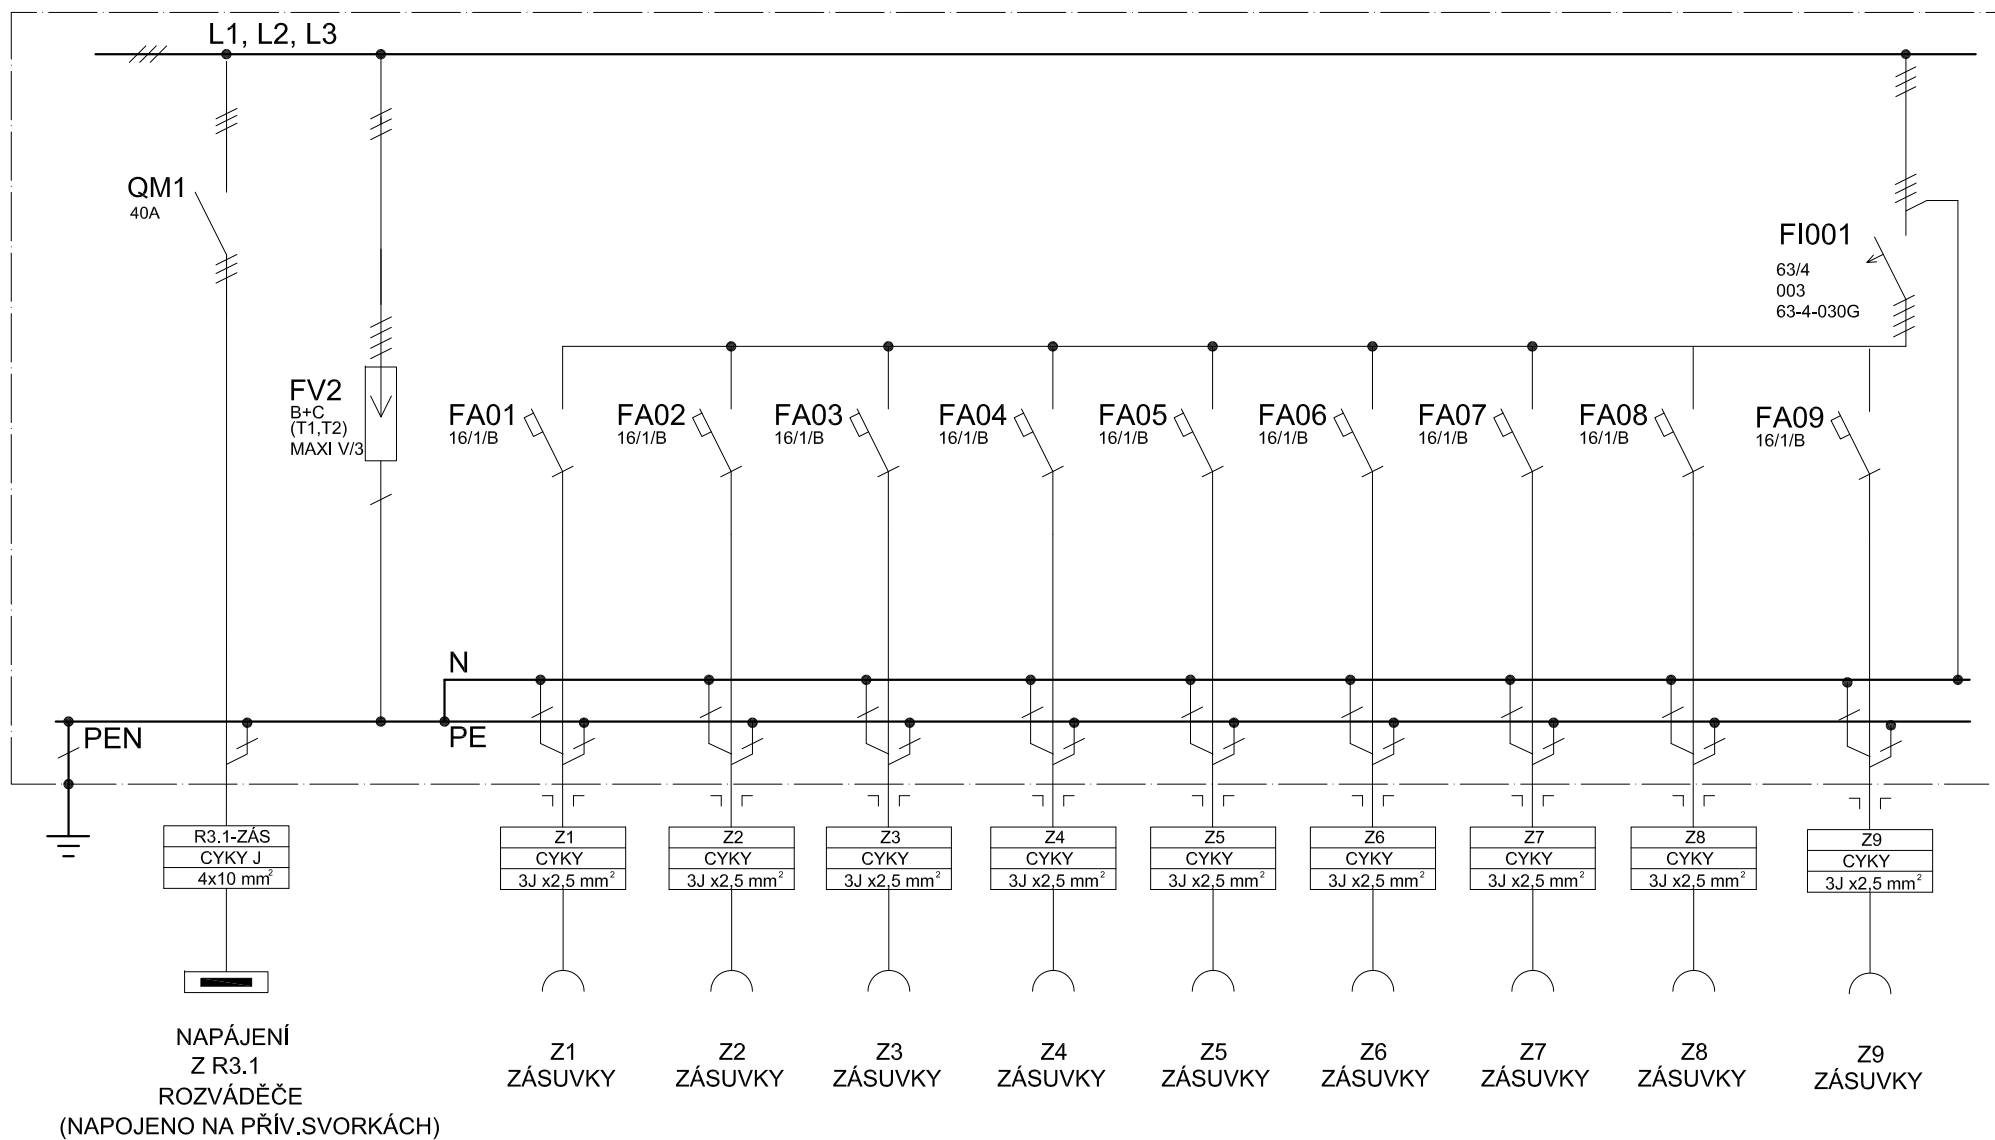 L1, L2, L3
QM1
40A
FV2
B+C
(T1,T2)
MAXI V/3
FI001
63/4
003
63-4-030G
FA01
16/1/B
FA02
16/1/B
FA03
16/1/B
FA04
16/1/B
FA05
16/1/B
FA06
16/1/B
FA07
16/1/B
FA08
16/1/B
FA09
16/1/B
N
PE
PEN
R3.1-ZÁS
CYKY J
4x10 mm²
Z1
CYKY
3J x2,5 mm²
Z2
CYKY
3J x2,5 mm²
Z3
CYKY
3J x2,5 mm²
Z4
CYKY
3J x2,5 mm²
Z5
CYKY
3J x2,5 mm²
Z6
CYKY
3J x2,5 mm²
Z7
CYKY
3J x2,5 mm²
Z8
CYKY
3J x2,5 mm²
Z9
CYKY
3J x2,5 mm²
NAPÁJENÍ
Z R3.1
ROZVÁDĚČE
(NAPOJENO NA PŘÍV.SVORKÁCH)
Z1
ZÁSUVKY
Z2
ZÁSUVKY
Z3
ZÁSUVKY
Z4
ZÁSUVKY
Z5
ZÁSUVKY
Z6
ZÁSUVKY
Z7
ZÁSUVKY
Z8
ZÁSUVKY
Z9
ZÁSUVKY